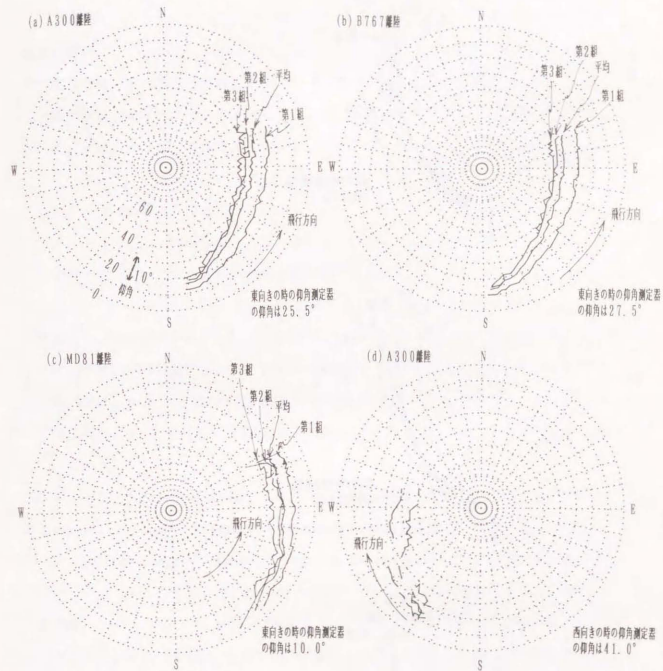 (a) A300離陸
N
第2組
平均
第3組
第1組
W
E
60
40
20
10°
0
仰角
飛行方向
東向きの時の仰角測定器
の仰角は25.5°
S
(b) B767離陸
N
第2組
平均
第3組
第1組
W
E
飛行方向
東向きの時の仰角測定器
の仰角は27.5°
S
(c) MD81離陸
N
第3組
第2組
平均
第1組
W
E
飛行方向
東向きの時の仰角測定器
の仰角は10.0°
S
(d) A300離陸
N
W
E
飛行方向
西向きの時の仰角測定器
の仰角は41.0°
S